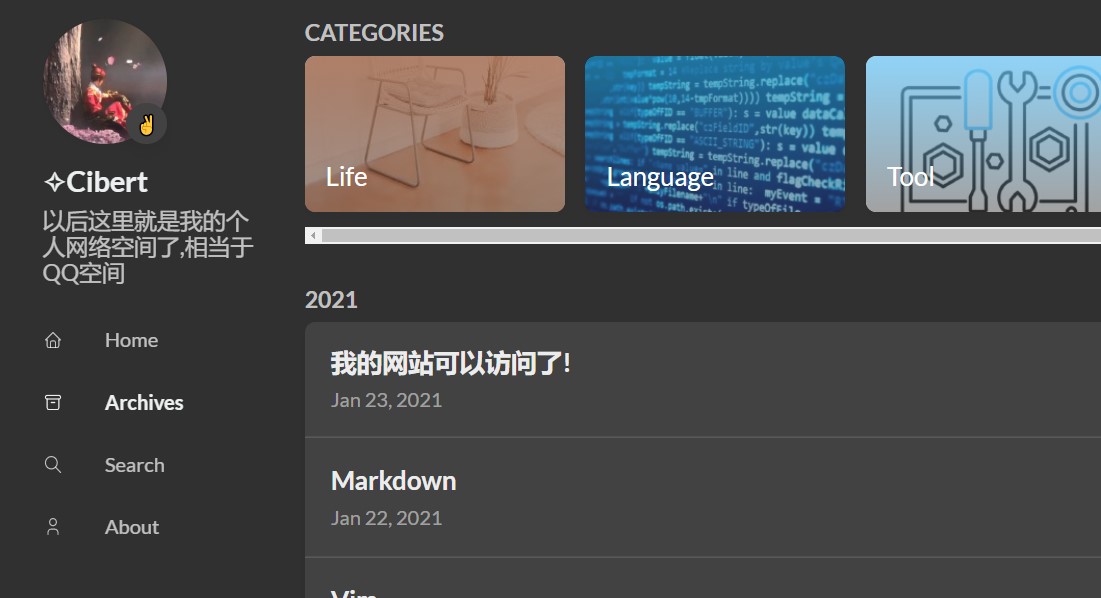 ✧Cibert
以后这里就是我的个
人网络空间了,相当于
QQ空间
Home
Archives
Search
About
CATEGORIES
Life
Language
Tool
2021
我的网站可以访问了!
Jan 23, 2021
Markdown
Jan 22, 2021
Vim